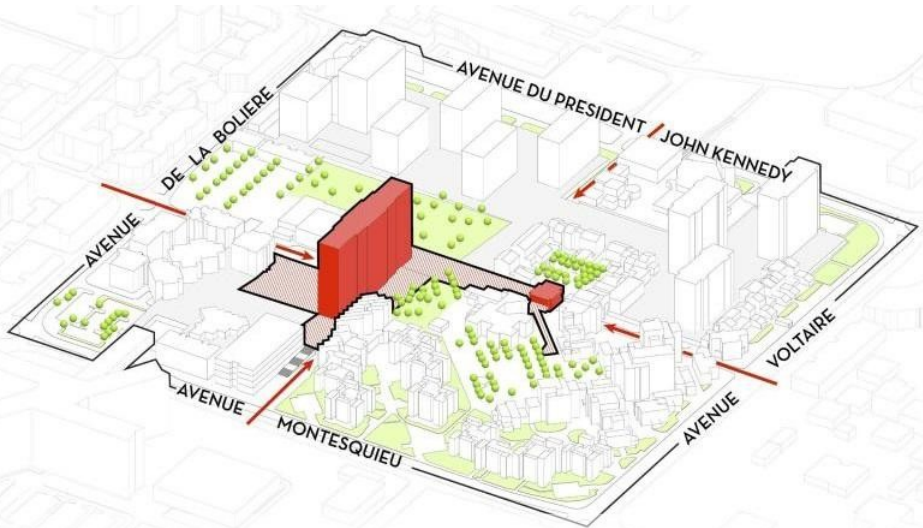 AVENUE DU PRESIDENT JOHN KENNEDY
AVENUE DE LA BOLIERE
AVENUE VOLTAIRE
AVENUE MONTESQUIEU